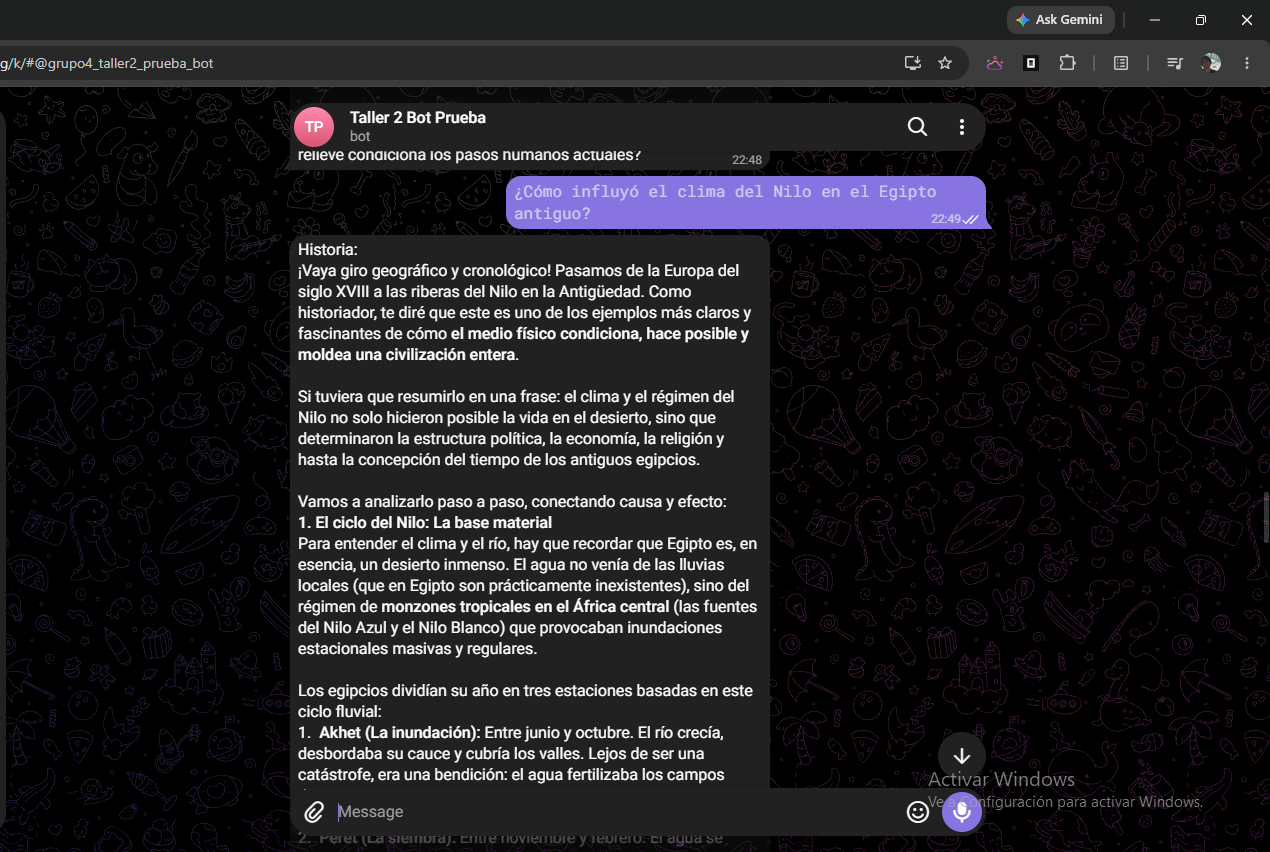 Ask Gemini
g/k/#@grupo4_taller2_prueba_bot
TP
Taller 2 Bot Prueba
bot
relieve condiciona los pasos humanos actuales?
22:48
¿Cómo influyó el clima del Nilo en el Egipto
antiguo?
22:49
Historia:
¡Vaya giro geográfico y cronológico! Pasamos de la Europa del
siglo XVIII a las riberas del Nilo en la Antigüedad. Como
historiador, te diré que este es uno de los ejemplos más claros y
fascinantes de cómo el medio físico condiciona, hace posible y
moldea una civilización entera.
Si tuviera que resumirlo en una frase: el clima y el régimen del
Nilo no solo hicieron posible la vida en el desierto, sino que
determinaron la estructura política, la economía, la religión y
hasta la concepción del tiempo de los antiguos egipcios.
Vamos a analizarlo paso a paso, conectando causa y efecto:
1. El ciclo del Nilo: La base material
Para entender el clima y el río, hay que recordar que Egipto es, en
esencia, un desierto inmenso. El agua no venía de las lluvias
locales (que en Egipto son prácticamente inexistentes), sino del
régimen de monzones tropicales en el África central (las fuentes
del Nilo Azul y el Nilo Blanco) que provocaban inundaciones
estacionales masivas y regulares.
Los egipcios dividían su año en tres estaciones basadas en este
ciclo fluvial:
1. Akhet (La inundación): Entre junio y octubre. El río crecía,
desbordaba su cauce y cubría los valles. Lejos de ser una
catástrofe, era una bendición: el agua fertilizaba los campos
Message
2. Peret (La siembra): Entre noviembre y febrero. El agua se
Activar Windows
Ve a Configuración para activar Windows.